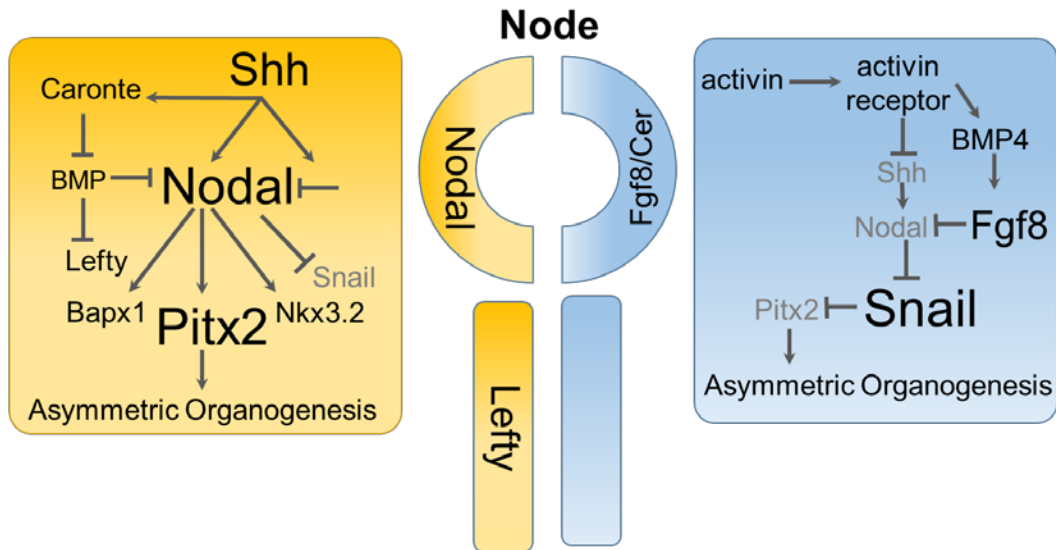 Node
Shh
Caronte
BMP
Nodal
Lefty
Snail
Bapx1
Pitx2
Nkx3.2
Asymmetric Organogenesis
Nodal
Fgf8/Cer
Lefty
activin
activin
receptor
BMP4
Shh
Nodal
Fgf8
Snail
Pitx2
Asymmetric Organogenesis